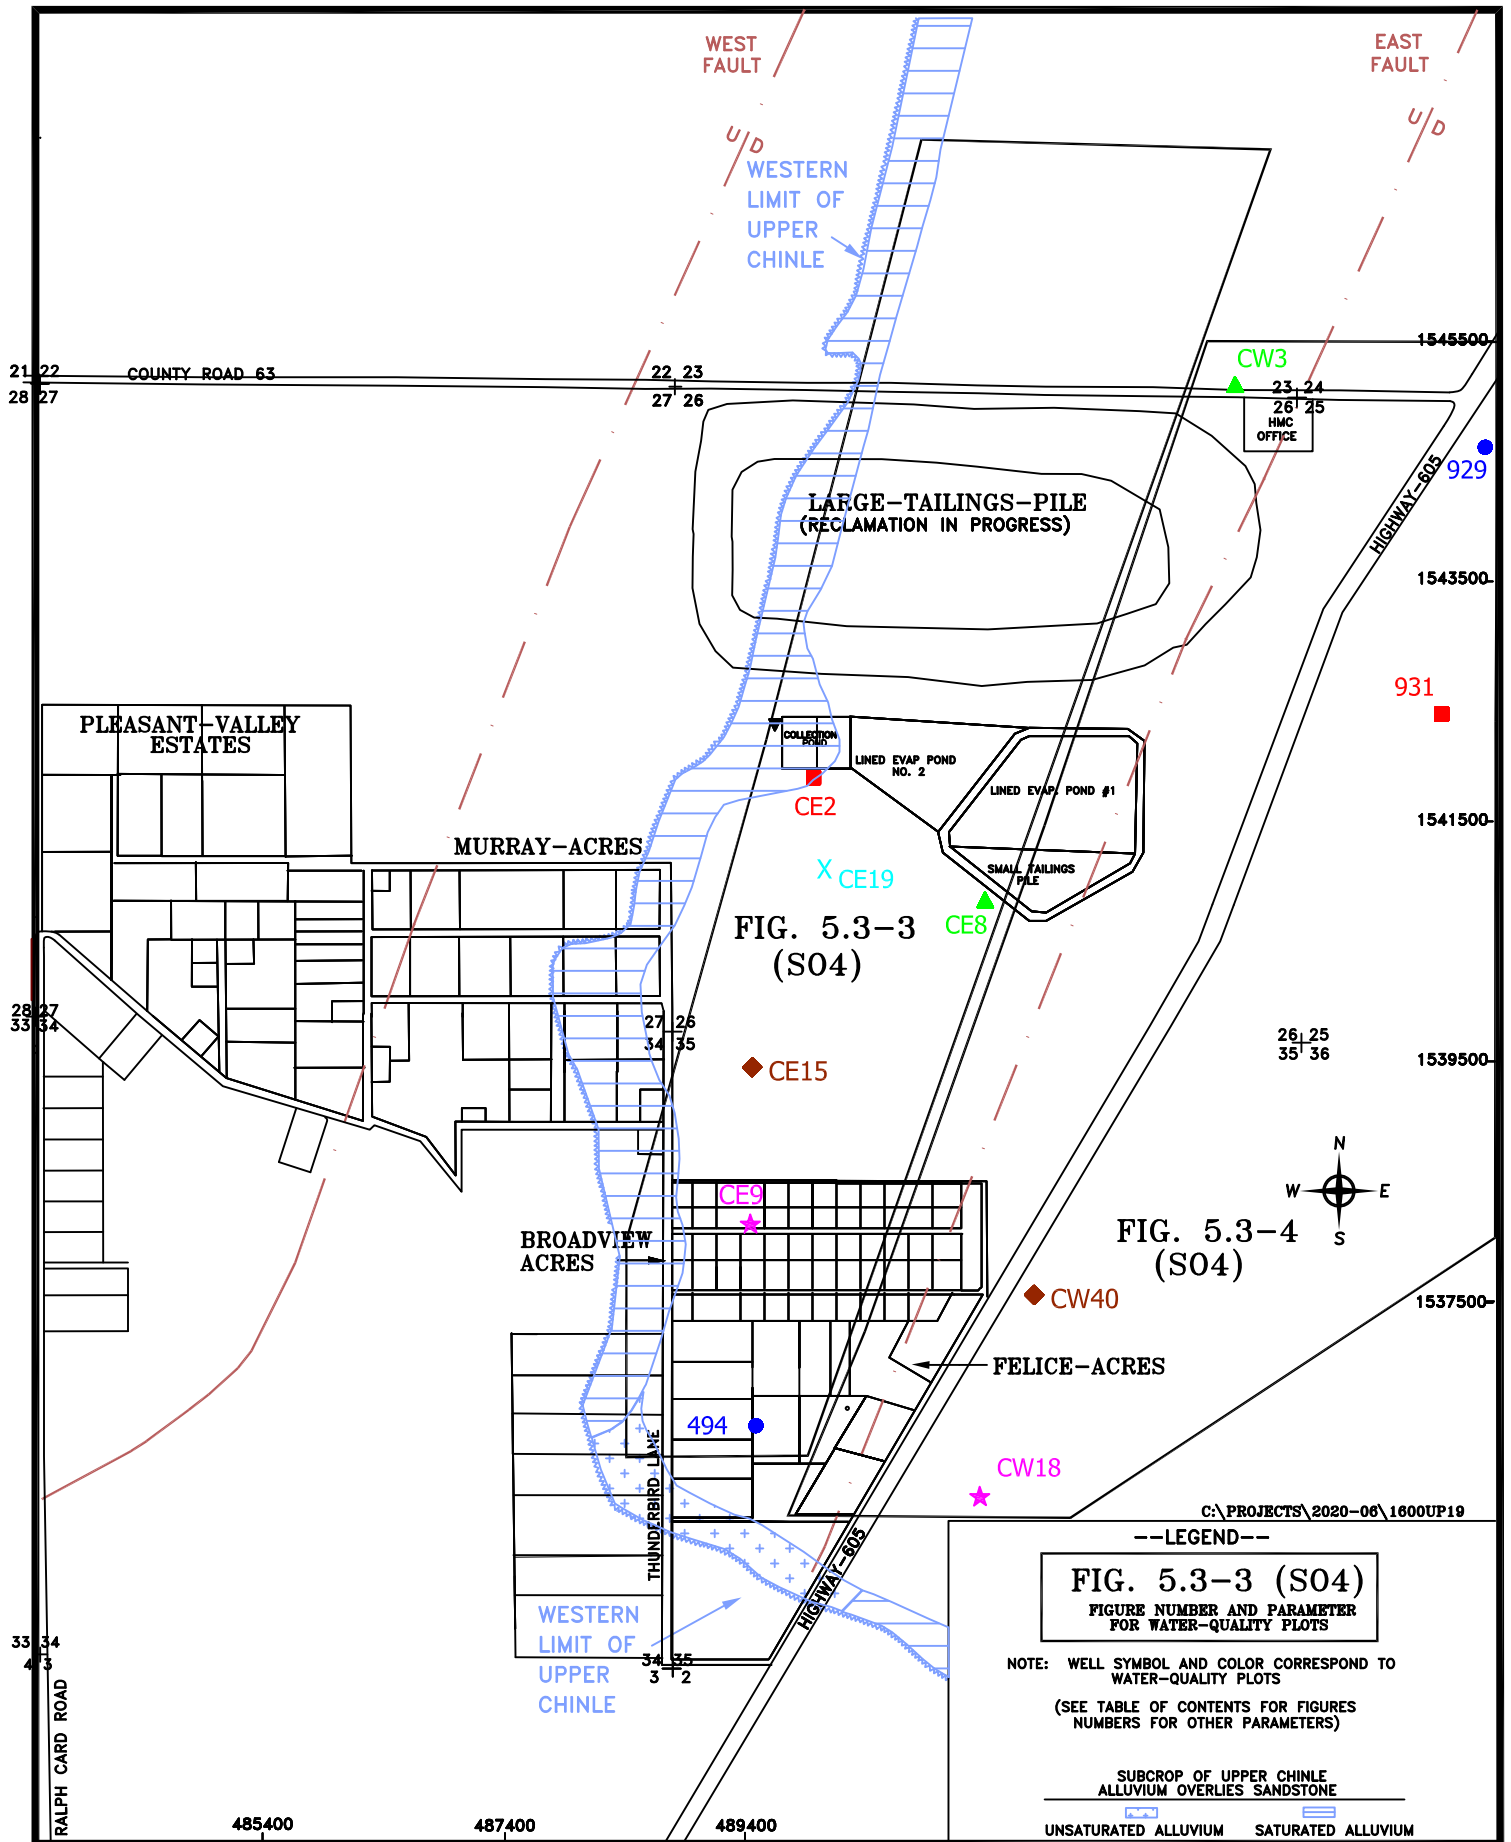 WEST
FAULT
EAST
FAULT
U/D
U/D
WESTERN
LIMIT OF
UPPER
CHINLE
1545500
CW3
21 22
28 27
COUNTY ROAD 63
22 23
27 26
23 24
26 25
HMC
OFFICE
929
HIGHWAY-605
LARGE-TAILINGS-PILE
(RECLAMATION IN PROGRESS)
1543500
931
PLEASANT-VALLEY
ESTATES
COLLECTION
POND
LINED EVAP POND
NO. 2
LINED EVAP. POND #1
CE2
1541500
MURRAY-ACRES
X CE19
SMALL TAILINGS
PILE
CE8
FIG. 5.3-3
(SO4)
28 27
33 34
27 26
34 35
26 25
35 36
1539500
CE15
N
W E
S
CE9
BROADVIEW
ACRES
FIG. 5.3-4
(SO4)
CW40
1537500
FELICE-ACRES
494
THUNDERBIRD LANE
CW18
HIGHWAY-605
C:\PROJECTS\2020-06\1600UP19
--LEGEND--
FIG. 5.3-3 (SO4)
FIGURE NUMBER AND PARAMETER
FOR WATER-QUALITY PLOTS
WESTERN
LIMIT OF
UPPER
CHINLE
33 34
4 3
34 35
3 2
NOTE: WELL SYMBOL AND COLOR CORRESPOND TO
WATER-QUALITY PLOTS
(SEE TABLE OF CONTENTS FOR FIGURES
NUMBERS FOR OTHER PARAMETERS)
RALPH CARD ROAD
SUBCROP OF UPPER CHINLE
ALLUVIUM OVERLIES SANDSTONE
UNSATURATED ALLUVIUM SATURATED ALLUVIUM
485400
487400
489400